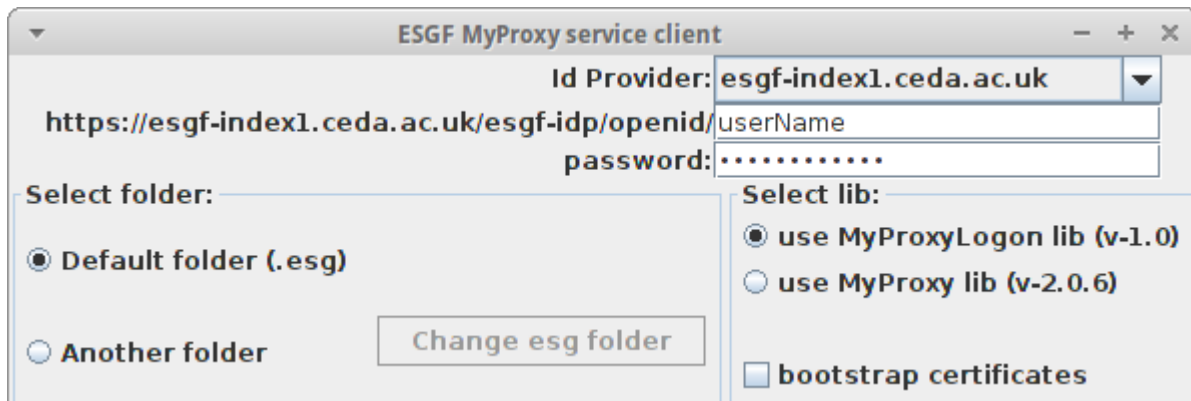 ESGF MyProxy service client
Id Provider: esgf-index1.ceda.ac.uk
https://esgf-index1.ceda.ac.uk/esgf-idp/openid/ userName
password: ••••••••••••
Select folder:
Default folder (.esg)
Another folder
Change esg folder
Select lib:
use MyProxyLogon lib (v-1.0)
use MyProxy lib (v-2.0.6)
bootstrap certificates